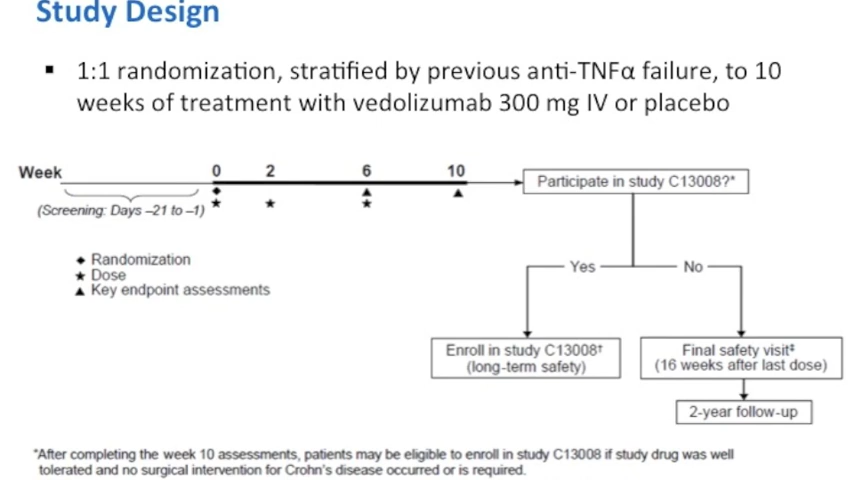 Study Design
▪ 1:1 randomization, stratified by previous anti-TNFα failure, to 10
weeks of treatment with vedolizumab 300 mg IV or placebo
Week 0 2 6 10
Participate in study C13008?*
(Screening: Days –21 to –1)
◆ Randomization
★ Dose
▲ Key endpoint assessments
Yes No
Enroll in study C13008†
(long-term safety)
Final safety visit‡
(16 weeks after last dose)
2-year follow-up
*After completing the week 10 assessments, patients may be eligible to enroll in study C13008 if study drug was well
tolerated and no surgical intervention for Crohn's disease occurred or is required.